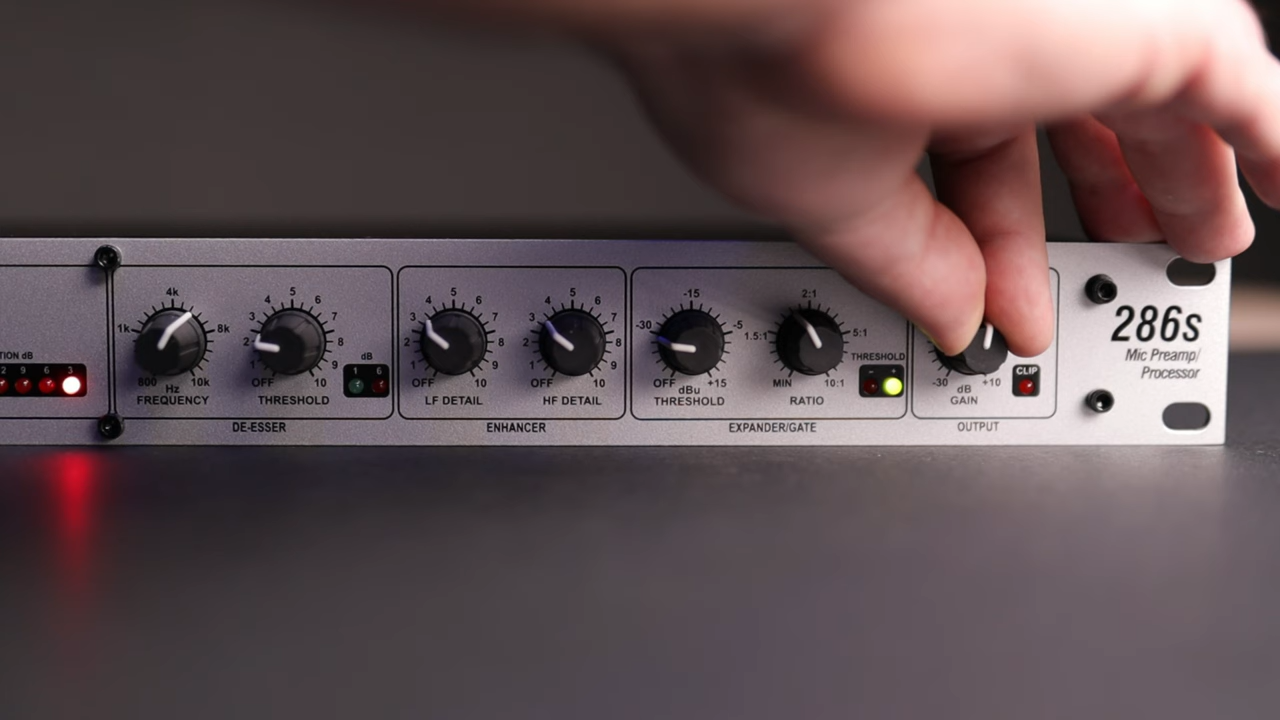 TION dB
2 9 6 3
4k
1k 8k
800 Hz 10k
FREQUENCY
5
4 6
3 7
2 8
9
OFF 10
THRESHOLD
dB
1 6
DE-ESSER
5
4 6
3 7
2 8
1 9
OFF 10
LF DETAIL
5
4 6
3 7
2 8
1 9
OFF 10
HF DETAIL
ENHANCER
-15
-30 -5
OFF dBu +15
THRESHOLD
2:1
1.5:1 5:1
MIN 10:1
RATIO
THRESHOLD
- +
EXPANDER/GATE
-30 dB +10
GAIN
CLIP
OUTPUT
286s
Mic Preamp/
Processor